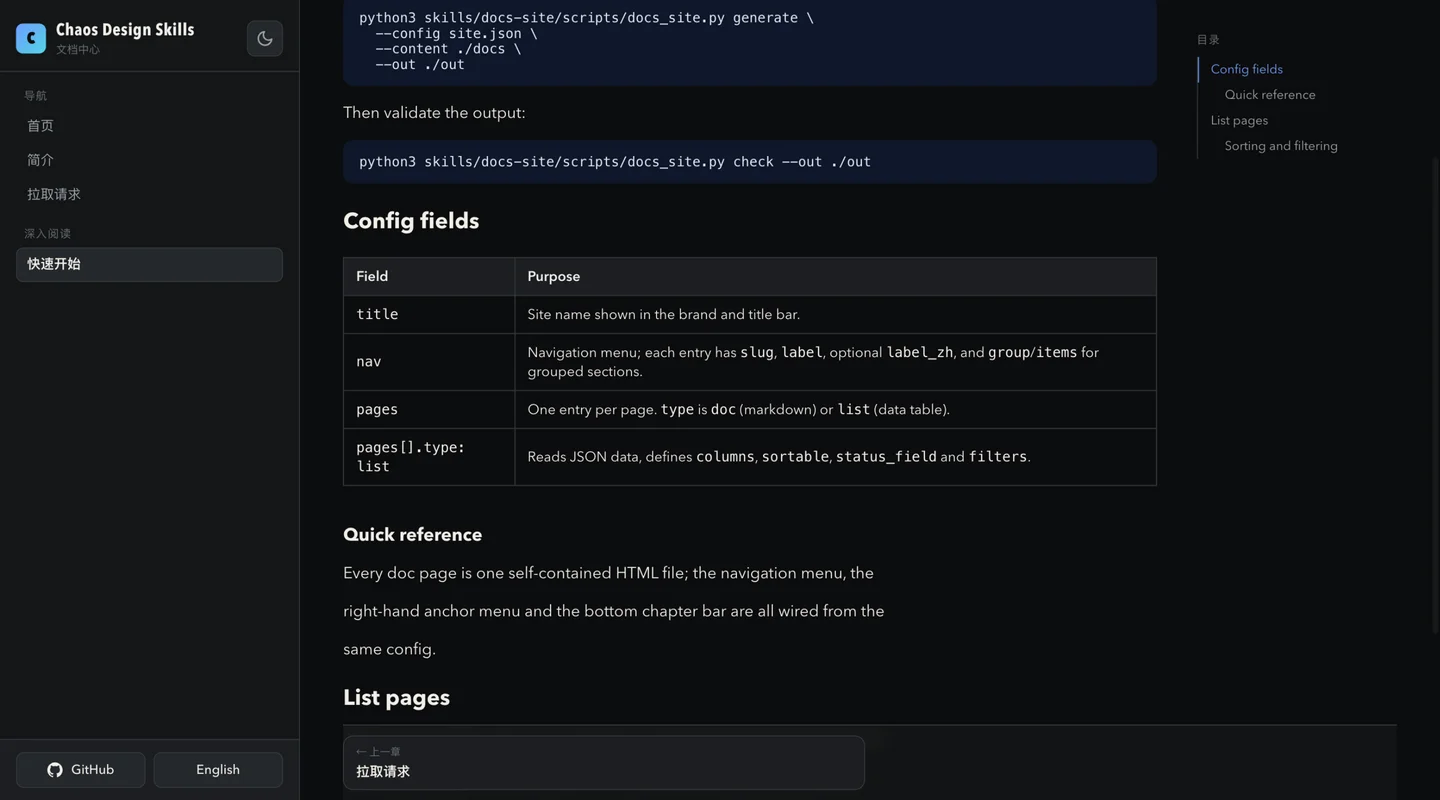 C
Chaos Design Skills
文档中心
导航
首页
简介
拉取请求
深入阅读
快速开始
GitHub
English
python3 skills/docs-site/scripts/docs_site.py generate \
--config site.json \
--content ./docs \
--out ./out
Then validate the output:
python3 skills/docs-site/scripts/docs_site.py check --out ./out
Config fields
Field Purpose
title Site name shown in the brand and title bar.
nav Navigation menu; each entry has slug, label, optional label_zh, and group/items for
grouped sections.
pages One entry per page. type is doc (markdown) or list (data table).
pages[].type:
list
Reads JSON data, defines columns, sortable, status_field and filters.
Quick reference
Every doc page is one self-contained HTML file; the navigation menu, the
right-hand anchor menu and the bottom chapter bar are all wired from the
same config.
List pages
← 上一章
拉取请求
目录
Config fields
Quick reference
List pages
Sorting and filtering